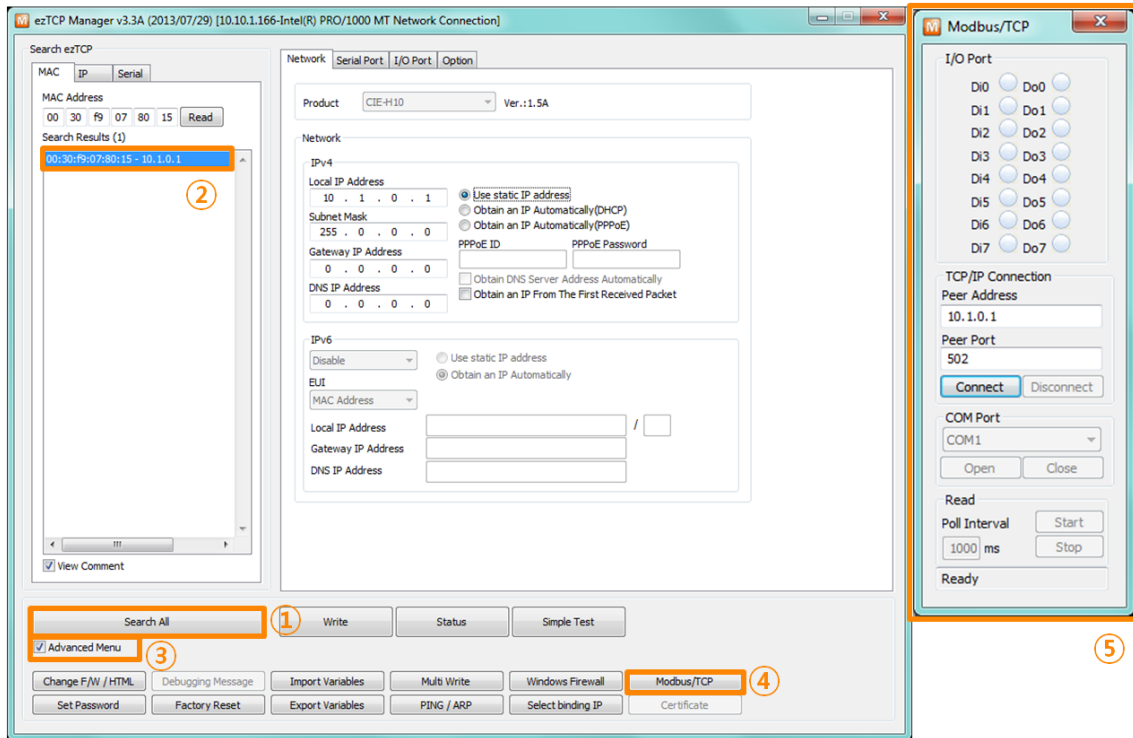 ezTCP Manager v3.3A (2013/07/29) [10.10.1.166-Intel(R) PRO/1000 MT Network Connection]
Search ezTCP
MAC IP Serial
MAC Address
00 30 f9 07 80 15 Read
Search Results (1)
00:30:f9:07:80:15 - 10.1.0.1
②
View Comment
Network Serial Port I/O Port Option
Product CIE-H10 Ver.:1.5A
Network
IPv4
Local IP Address
10 . 1 . 0 . 1
Subnet Mask
255 . 0 . 0 . 0
Gateway IP Address
0 . 0 . 0 . 0
DNS IP Address
0 . 0 . 0 . 0
Use static IP address
Obtain an IP Automatically(DHCP)
Obtain an IP Automatically(PPPoE)
PPPoE ID PPPoE Password
Obtain DNS Server Address Automatically
Obtain an IP From The First Received Packet
IPv6
Disable
Use static IP address
Obtain an IP Automatically
EUI
MAC Address
Local IP Address /
Gateway IP Address
DNS IP Address
Search All ① Write Status Simple Test
Advanced Menu ③
Change F/W / HTML Debugging Message Import Variables Multi Write Windows Firewall Modbus/TCP ④
Set Password Factory Reset Export Variables PING / ARP Select binding IP Certificate
Modbus/TCP
I/O Port
Di0 Do0
Di1 Do1
Di2 Do2
Di3 Do3
Di4 Do4
Di5 Do5
Di6 Do6
Di7 Do7
TCP/IP Connection
Peer Address
10.1.0.1
Peer Port
502
Connect Disconnect
COM Port
COM1
Open Close
Read
Poll Interval Start
1000 ms Stop
Ready
⑤